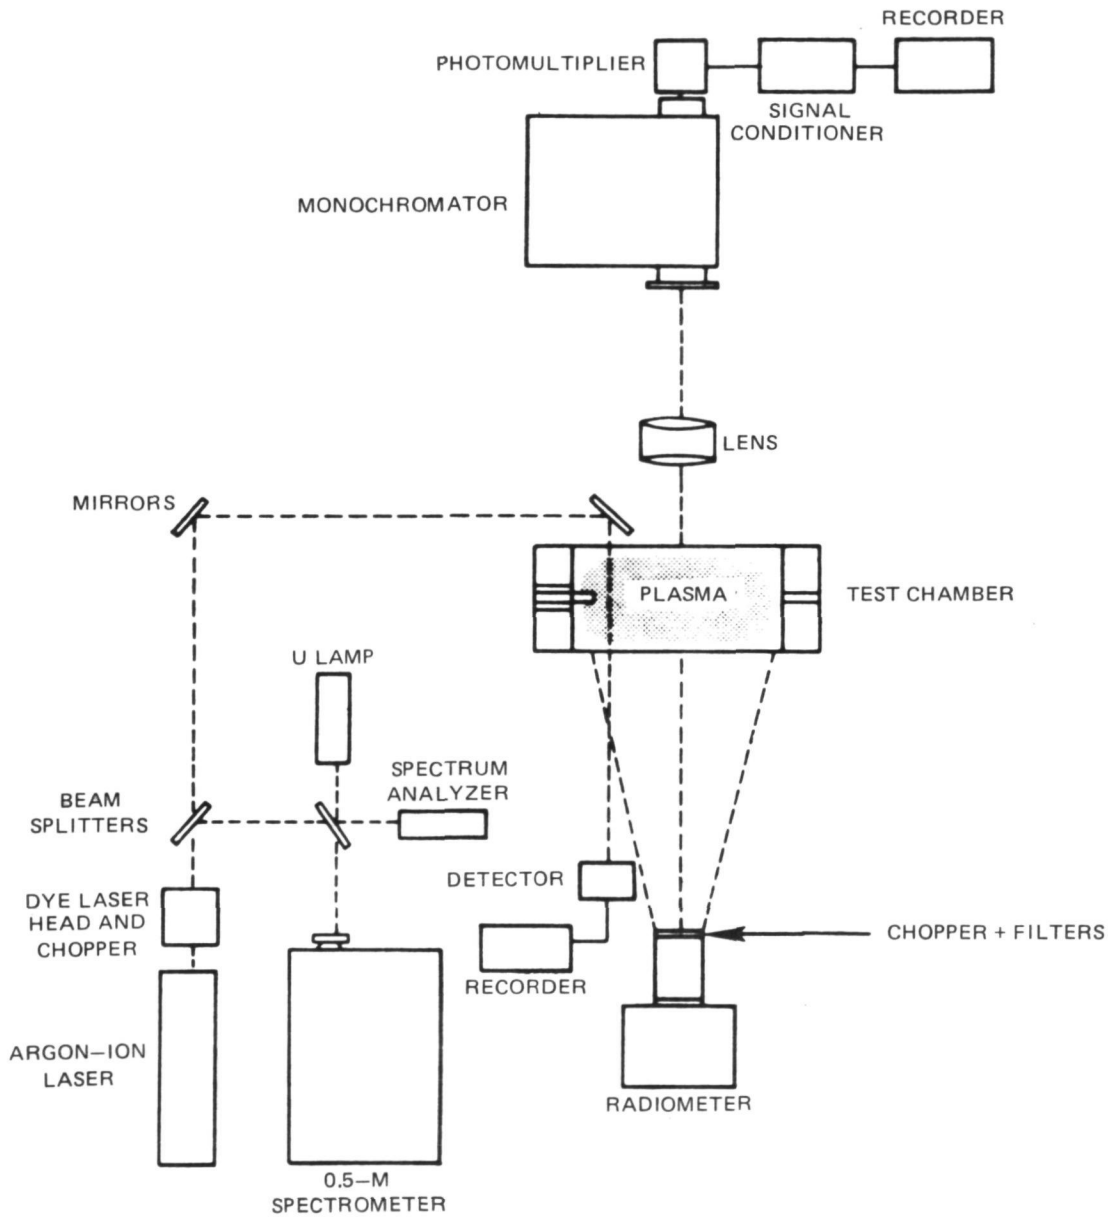 RECORDER
PHOTOMULTIPLIER
SIGNAL
CONDITIONER
MONOCHROMATOR
LENS
MIRRORS
PLASMA
TEST CHAMBER
U LAMP
SPECTRUM
ANALYZER
BEAM
SPLITTERS
DETECTOR
DYE LASER
HEAD AND
CHOPPER
CHOPPER + FILTERS
RECORDER
ARGON–ION
LASER
RADIOMETER
0.5–M
SPECTROMETER